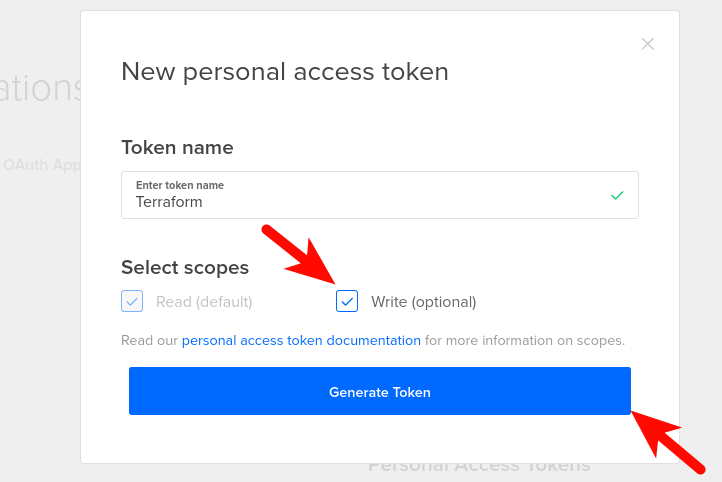 New personal access token
ations
OAuth App
Token name
Enter token name
Terraform
Select scopes
Read (default)
Write (optional)
Read our personal access token documentation for more information on scopes.
Generate Token
Personal Access Tokens